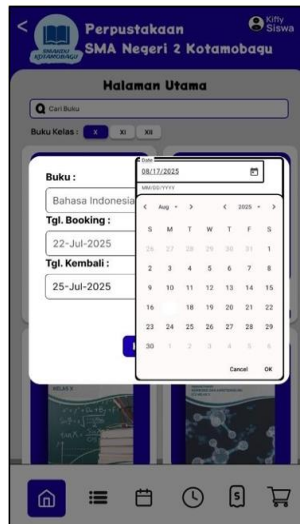 Perpustakaan
SMA Negeri 2 Kotamobagu
Kifly
Siswa
SMANDU
KOTAMOBAGU
Halaman Utama
Cari Buku
Buku Kelas : X XI XII
Buku :
Bahasa Indonesia
Tgl. Booking :
22-Jul-2025
Tgl. Kembali :
25-Jul-2025
Date
08/17/2025
MM/DD/YYYY
Aug 2025
S M T W T F S
26 27 28 29 30 31 1
2 3 4 5 6 7 8
9 10 11 12 13 14 15
16 18 19 20 21 22
23 24 25 26 27 28 29
30 1 2 3 4 5 6
Cancel OK
KELAS X